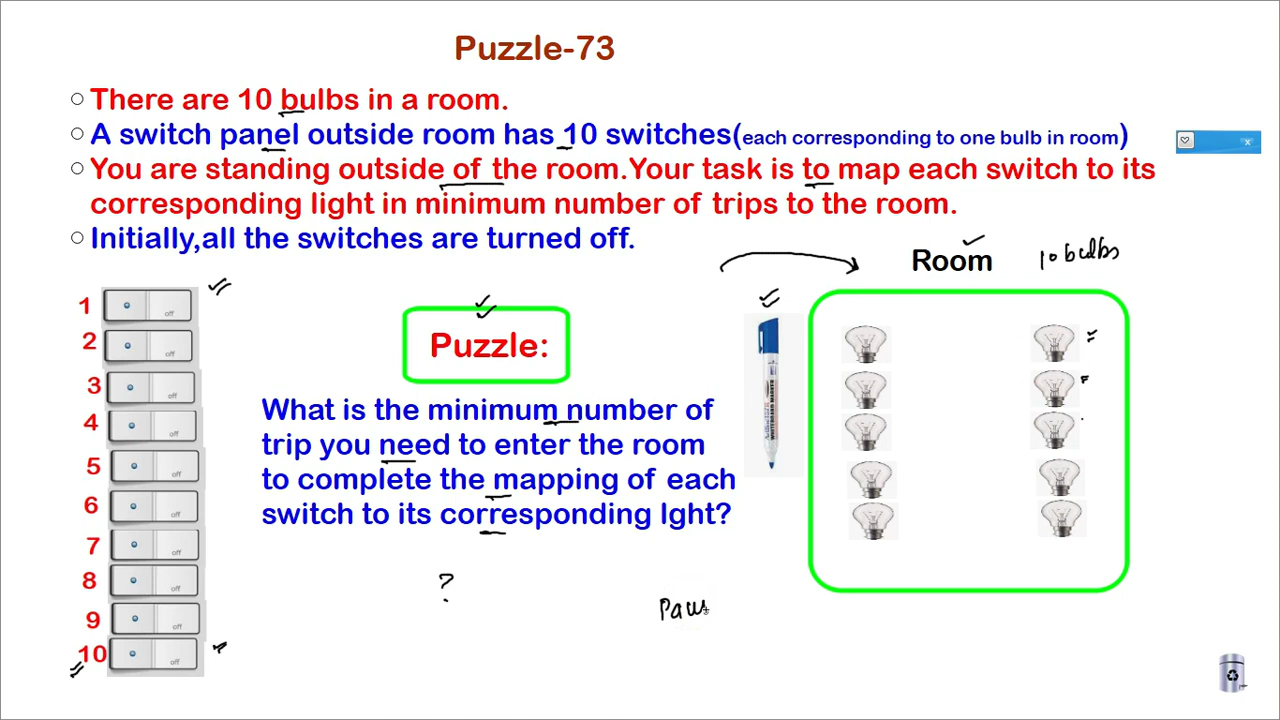 Puzzle-73
There are 10 bulbs in a room.
A switch panel outside room has 10 switches(each corresponding to one bulb in room)
You are standing outside of the room.Your task is to map each switch to its
corresponding light in minimum number of trips to the room.
Initially,all the switches are turned off.
Room
10 bulbs
1 off
2 off
3 off
4 off
5 off
6 off
7 off
8 off
9 off
10 off
Puzzle:
What is the minimum number of
trip you need to enter the room
to complete the mapping of each
switch to its corresponding lght?
?
WHITEBOARD MARKER